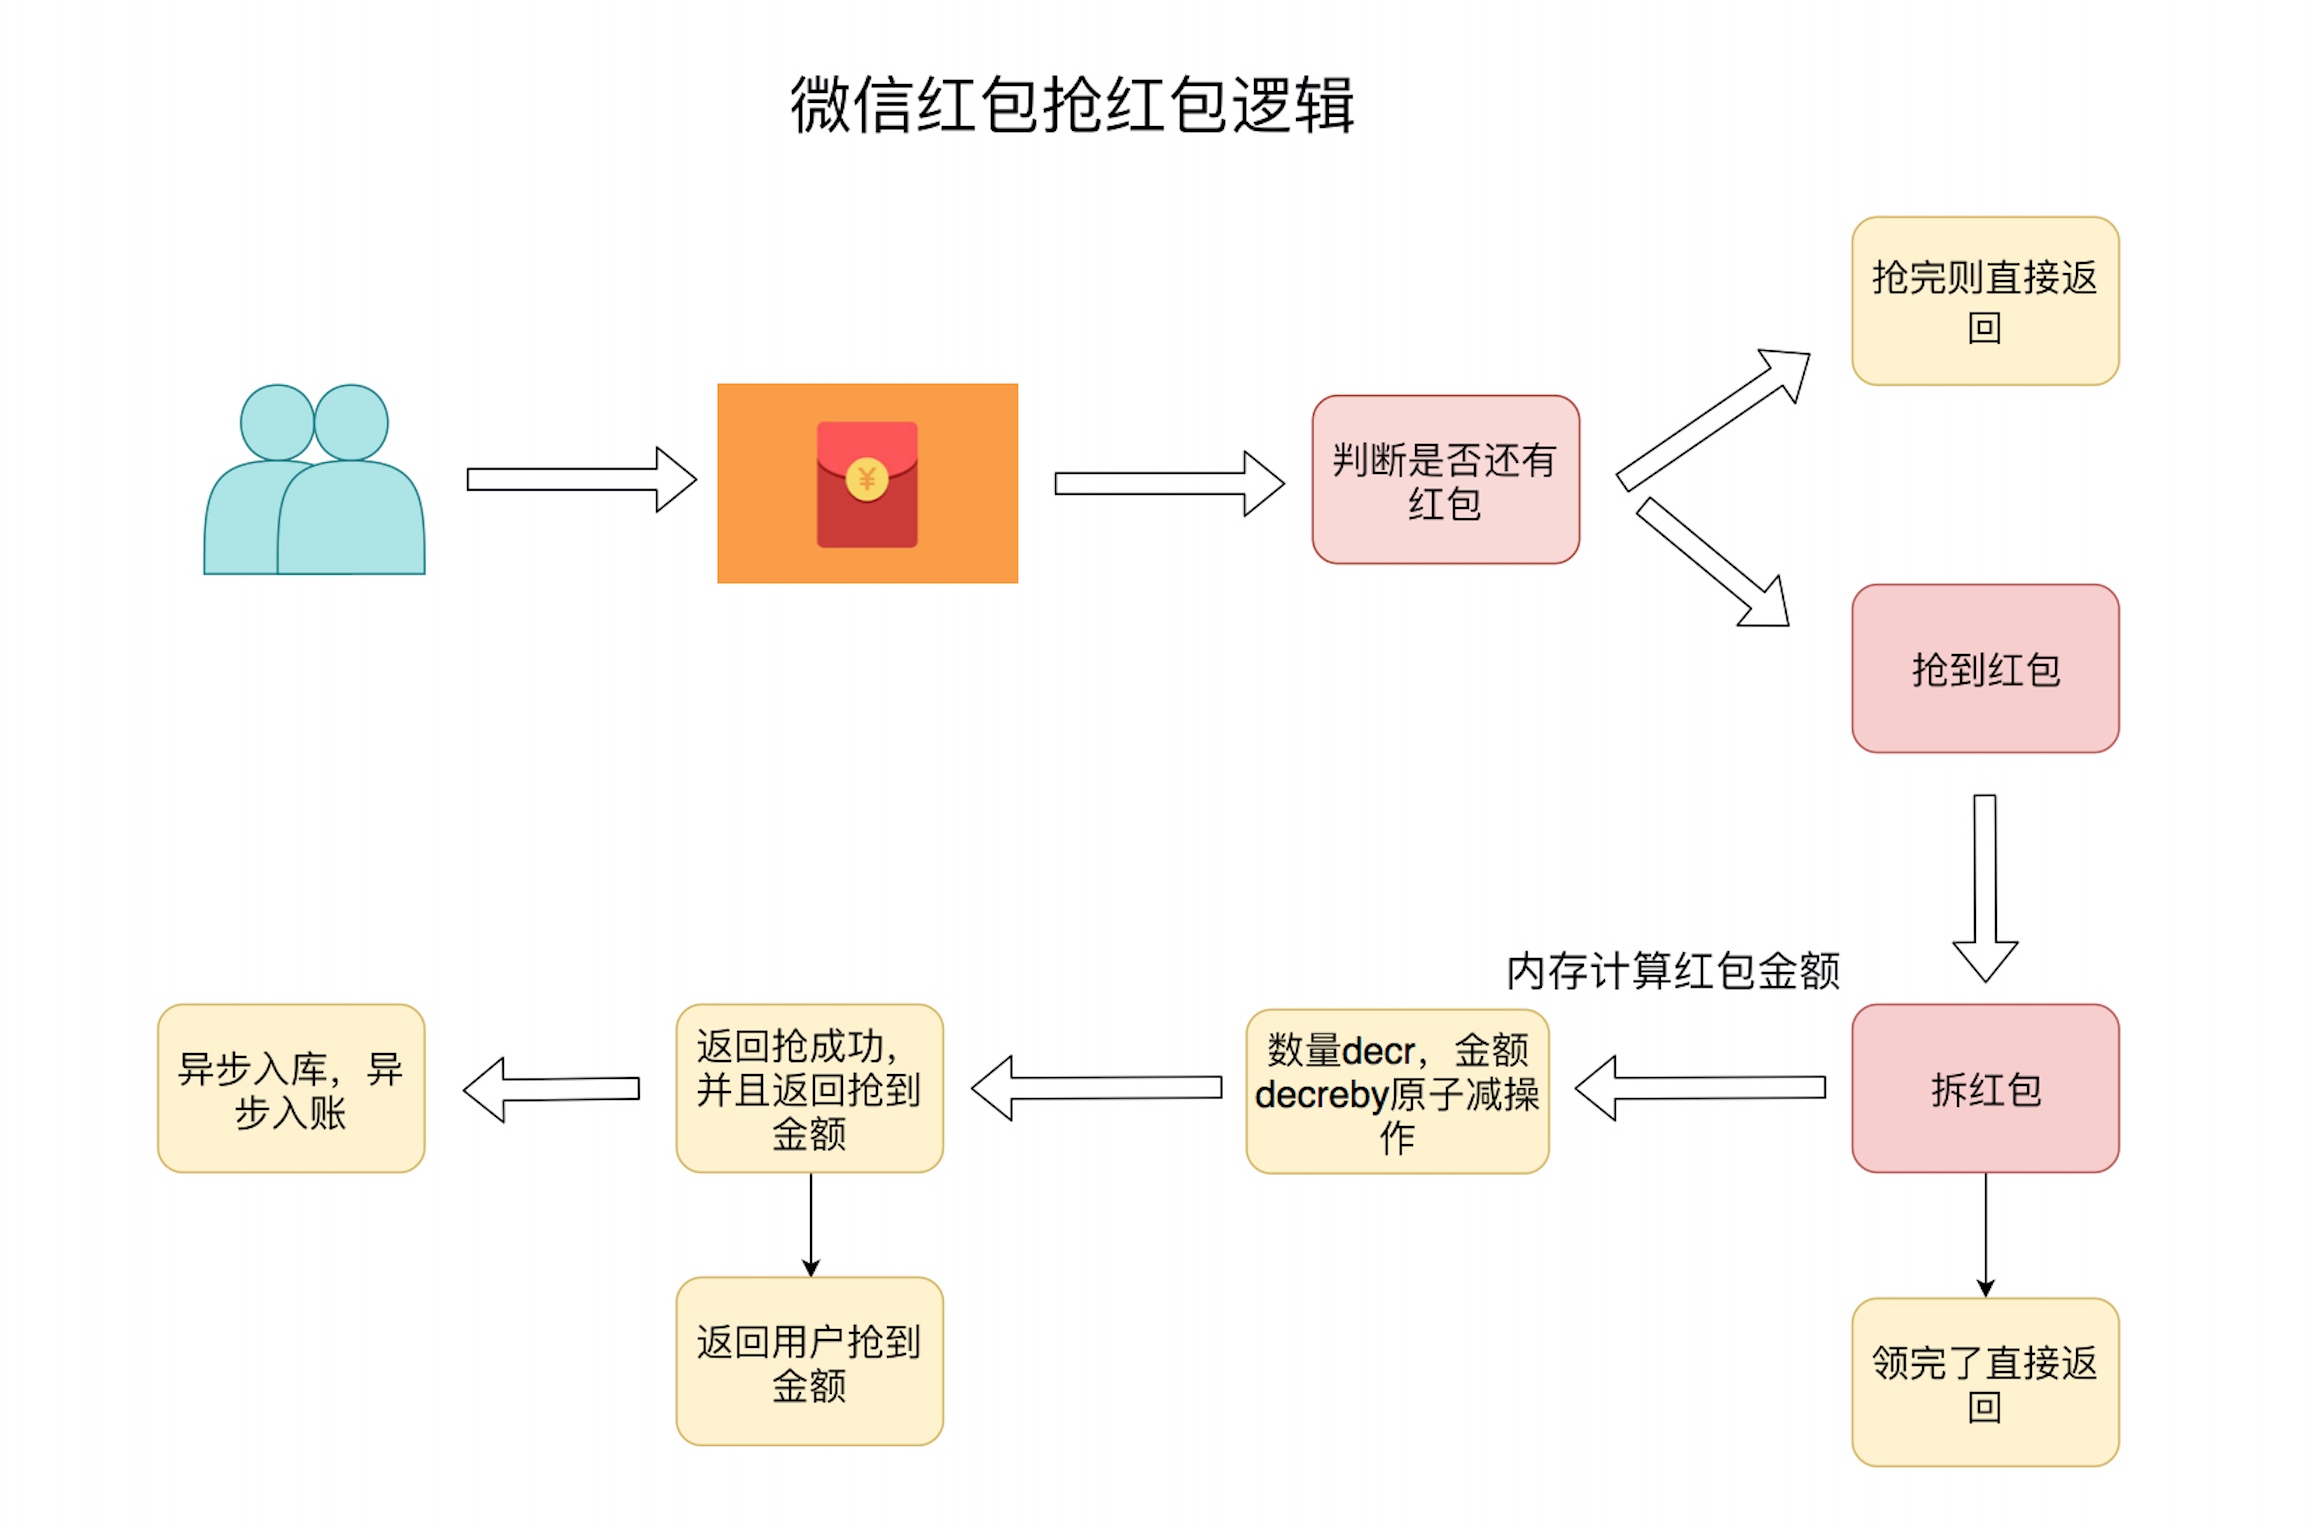 微信红包抢红包逻辑
抢完则直接返
回
¥
判断是否还有
红包
抢到红包
内存计算红包金额
异步入库，异
步入账
返回抢成功，
并且返回抢到
金额
数量decr，金额
decreby原子减操
作
拆红包
返回用户抢到
金额
领完了直接返
回